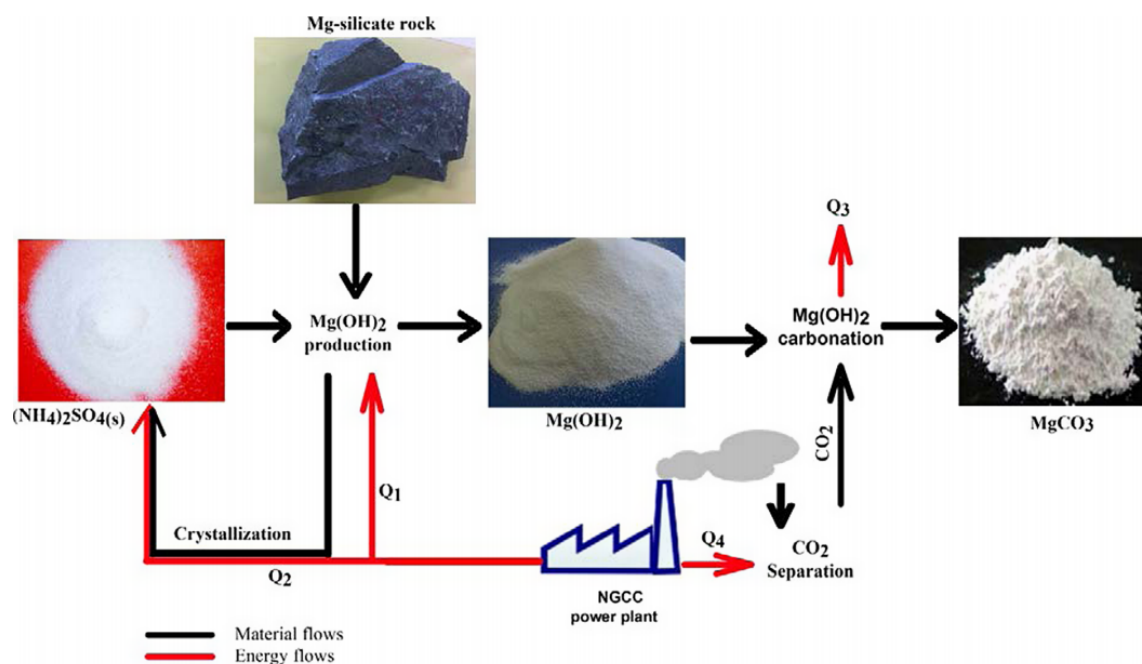 Mg-silicate rock
Q3
Mg(OH)2
production
Mg(OH)2
carbonation
(NH4)2SO4(s)
Mg(OH)2
MgCO3
CO2
Q1
Crystallization
Q4
CO2
Separation
Q2
NGCC
power plant
Material flows
Energy flows